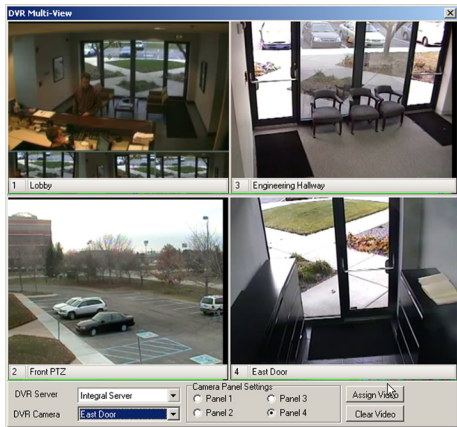 DVR Multi-View
1 Lobby
3 Engineering Hallway
2 Front PTZ
4 East Door
DVR Server
Integral Server
DVR Camera
East Door
Camera Panel Settings
Panel 1
Panel 3
Panel 2
Panel 4
Assign Video
Clear Video